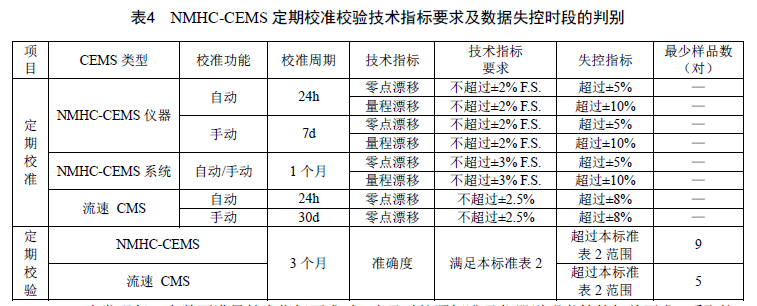 表4 NMHC-CEMS 定期校准校验技术指标要求及数据失控时段的判别
项目 CEMS 类型 校准功能 校准周期 技术指标 技术指标要求 失控指标 最少样品数(对)
定期校准 NMHC-CEMS 仪器 自动 24h 零点漂移 不超过±2% F.S. 超过±5% —
量程漂移 不超过±2% F.S. 超过±10% —
手动 7d 零点漂移 不超过±2% F.S. 超过±5% —
量程漂移 不超过±2% F.S. 超过±10% —
NMHC-CEMS 系统 自动/手动 1 个月 零点漂移 不超过±3% F.S. 超过±5% —
量程漂移 不超过±3% F.S. 超过±10% —
流速 CMS 自动 24h 零点漂移 不超过±2.5% 超过±8% —
手动 30d 零点漂移 不超过±2.5% 超过±8% —
定期校验 NMHC-CEMS 3 个月 准确度 满足本标准表 2 超过本标准表 2 范围 9
流速 CMS 超过本标准表 2 范围 5